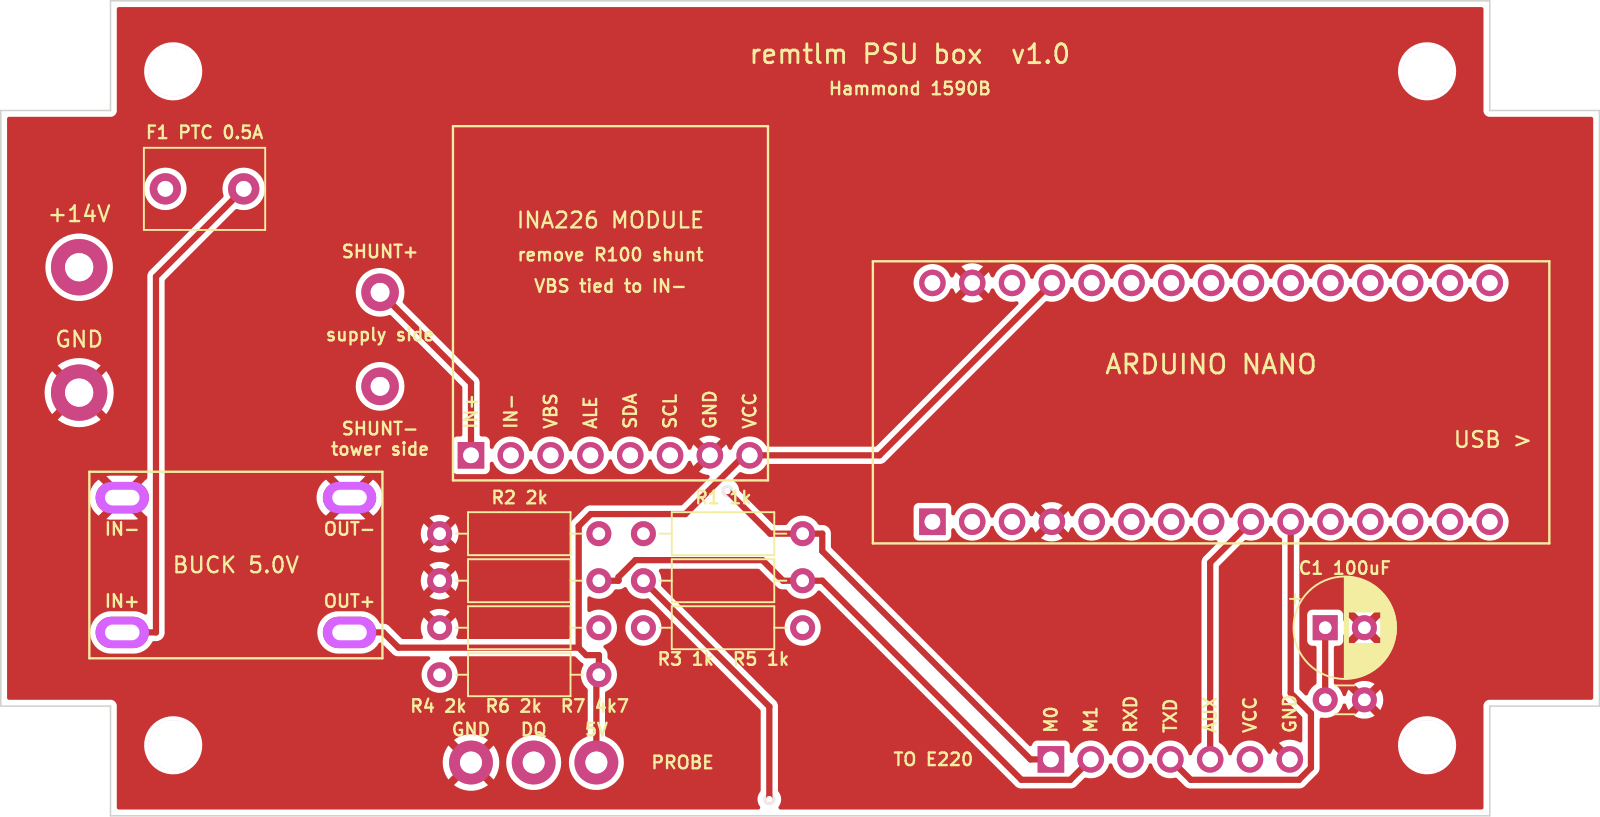 remtlm PSU box v1.0
Hammond 1590B
F1 PTC 0.5A
+14V
GND
SHUNT+
supply side
SHUNT-
tower side
INA226 MODULE
remove R100 shunt
VBS tied to IN-
IN+
IN-
VBS
ALE
SDA
SCL
GND
VCC
ARDUINO NANO
USB >
IN-
OUT-
BUCK 5.0V
IN+
OUT+
R2 2k
R1 1k
R3 1k
R5 1k
R4 2k
R6 2k
R7 4k7
GND
DQ
5V
PROBE
C1 100uF
+
TO E220
M0
M1
RXD
TXD
AUX
VCC
GND